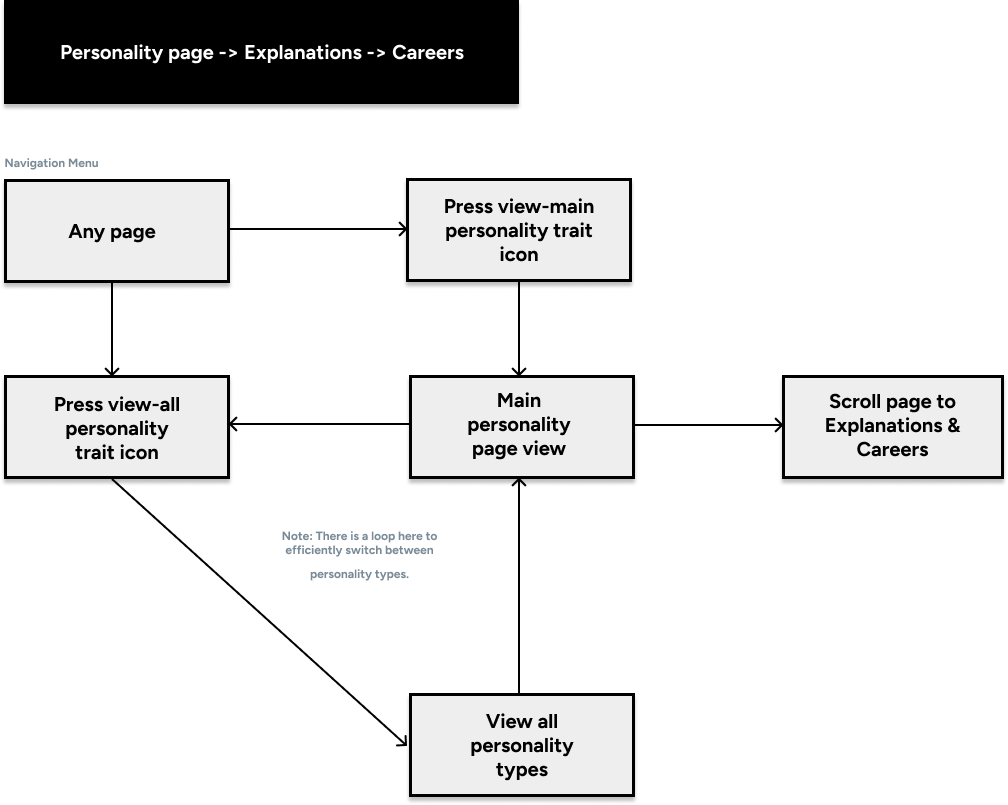 Personality page -> Explanations -> Careers
Navigation Menu
Any page
Press view-main
personality trait
icon
Press view-all
personality
trait icon
Main
personality
page view
Scroll page to
Explanations &
Careers
Note: There is a loop here to
efficiently switch between
personality types.
View all
personality
types